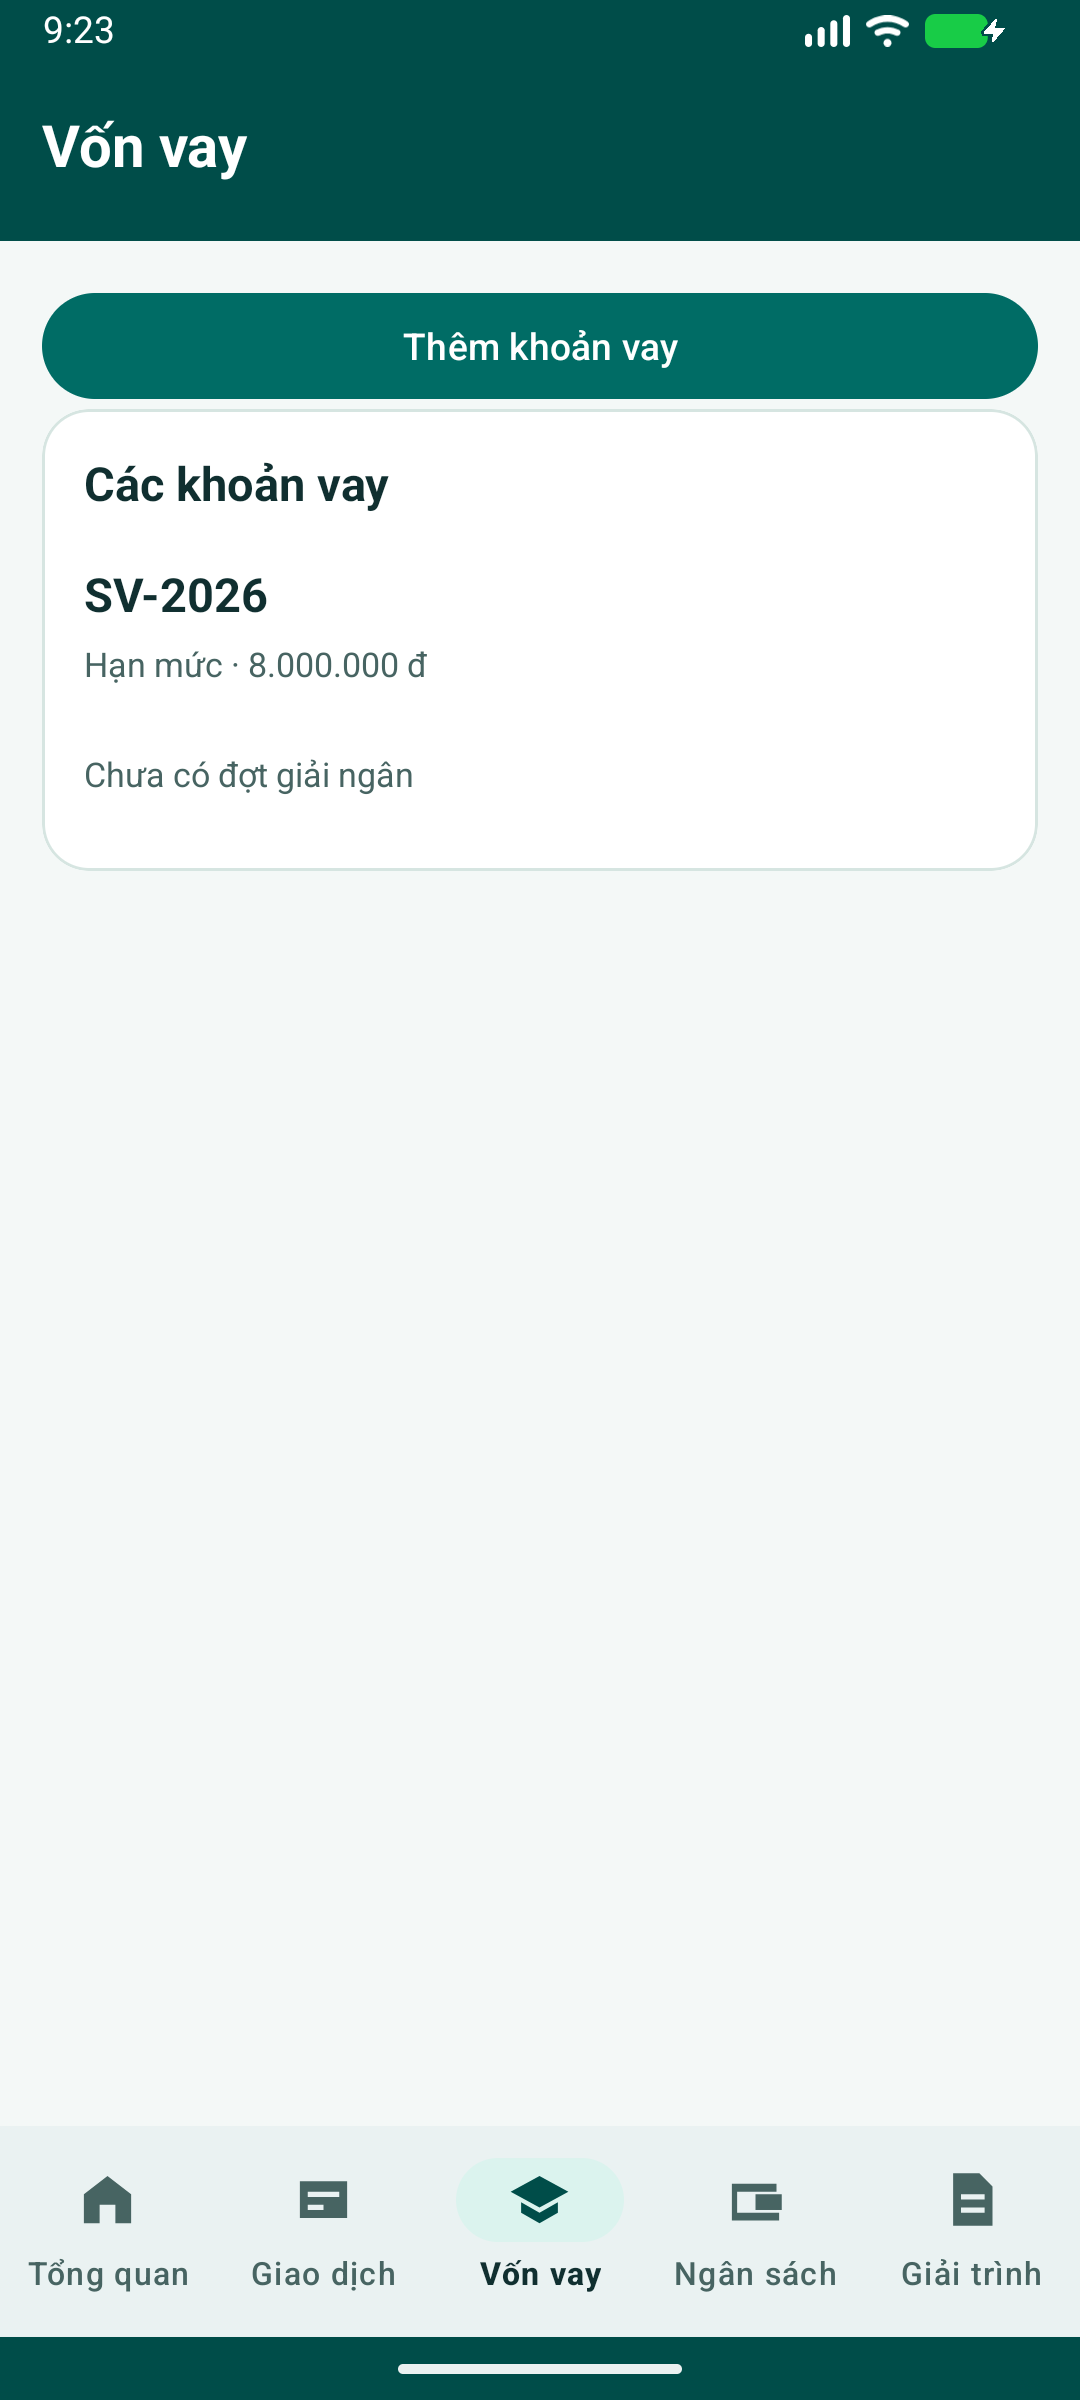 9:23
Vốn vay
Thêm khoản vay
Các khoản vay
SV-2026
Hạn mức · 8.000.000 đ
Chưa có đợt giải ngân
Tổng quan
Giao dịch
Vốn vay
Ngân sách
Giải trình